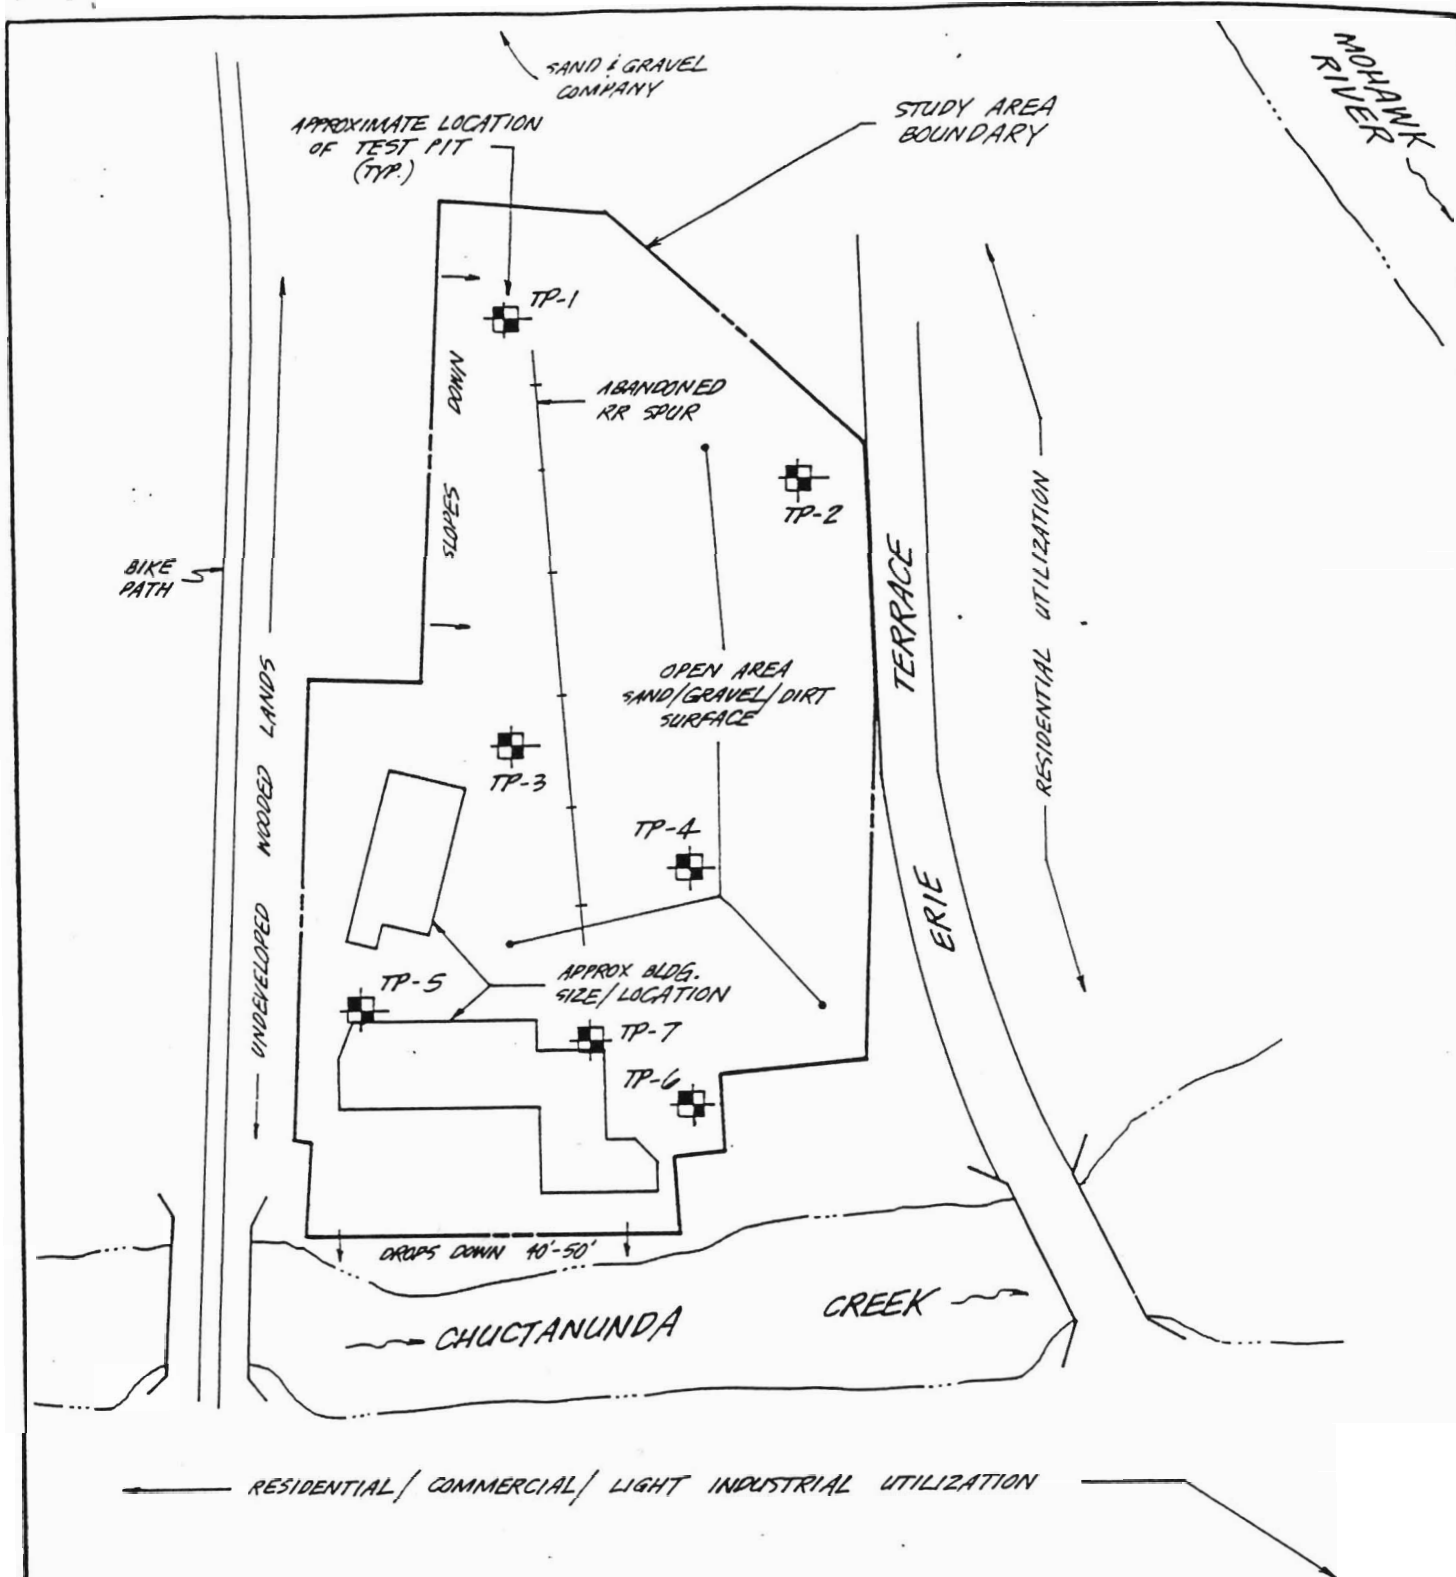 SAND & GRAVEL
COMPANY
MOHAWK
RIVER
STUDY AREA
BOUNDARY
APPROXIMATE LOCATION
OF TEST PIT
(TYP.)
TP-1
SLOPES DOWN
ABANDONED
RR SPUR
TP-2
BIKE
PATH
UNDEVELOPED WOODED LANDS
OPEN AREA
SAND/GRAVEL/DIRT
SURFACE
ERIE TERRACE
RESIDENTIAL UTILIZATION
TP-3
TP-4
TP-5
APPROX BLDG.
SIZE/LOCATION
TP-7
TP-6
DROPS DOWN 40'-50'
CHUCTANUNDA CREEK
RESIDENTIAL/COMMERCIAL/LIGHT INDUSTRIAL UTILIZATION